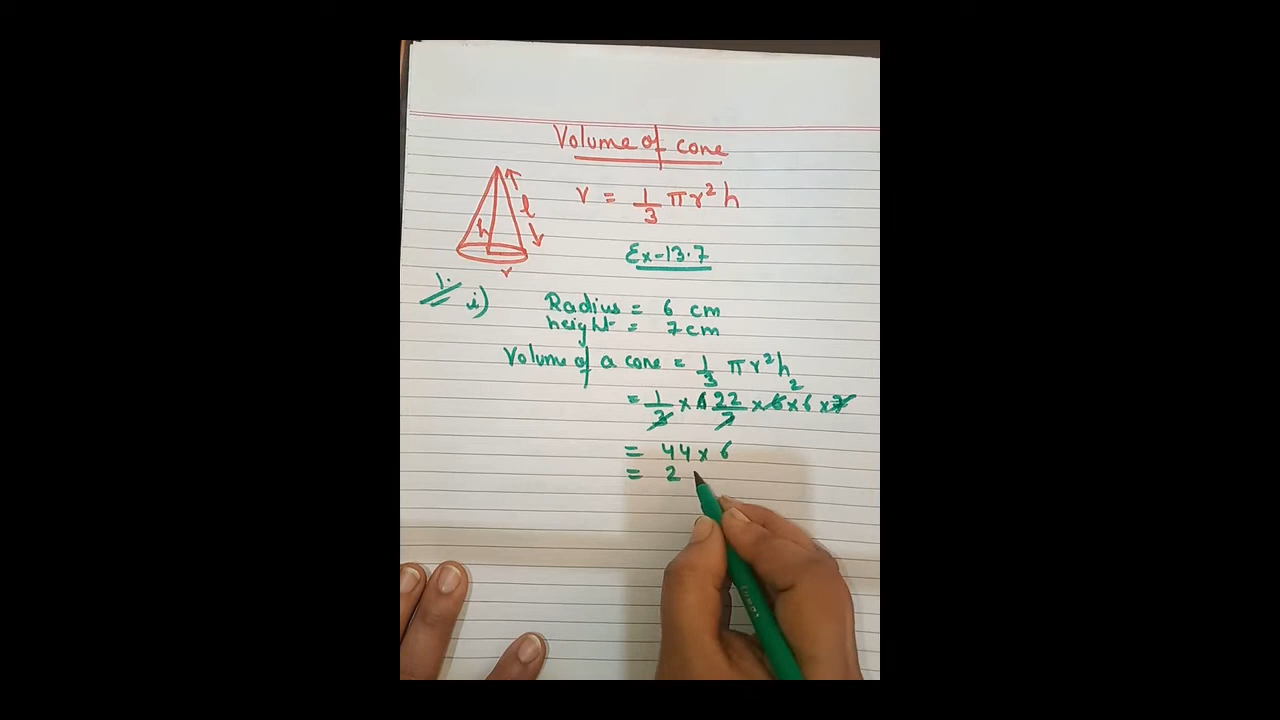 Volume of cone
V = 1/3 πr²h
h l
r
Ex-13.7
1. i) Radius = 6 cm
height = 7cm
Volume of a cone = 1/3 πr²h
= 1/3 × 22/7 × 6 × 6 × 7
2
= 44 × 6
= 2